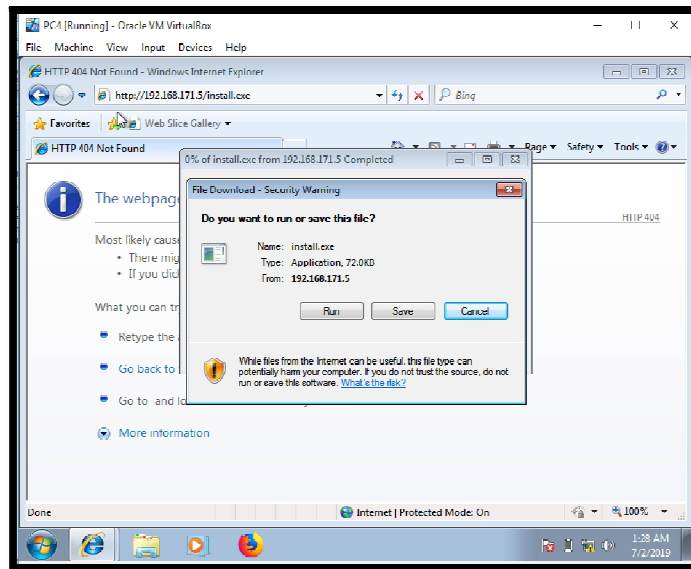 PC4 [Running] - Oracle VM VirtualBox
File Machine View Input Devices Help
HTTP 404 Not Found - Windows Internet Explorer
http://192.168.171.5/install.exe
Bing
Favorites
Web Slice Gallery
HTTP 404 Not Found
Page Safety Tools
0% of install.exe from 192.168.171.5 Completed
File Download - Security Warning
Do you want to run or save this file?
Name: install.exe
Type: Application, 72.0KB
From: 192.168.171.5
Run Save Cancel
While files from the Internet can be useful, this file type can
potentially harm your computer. If you do not trust the source, do not
run or save this software. What's the risk?
The webpag
HTTP 404
Most likely cause
There mig
If you clic
What you can tr
Retype the
Go back to
Go to and lo
More information
Done
Internet | Protected Mode: On
100%
1:28 AM
7/2/2019